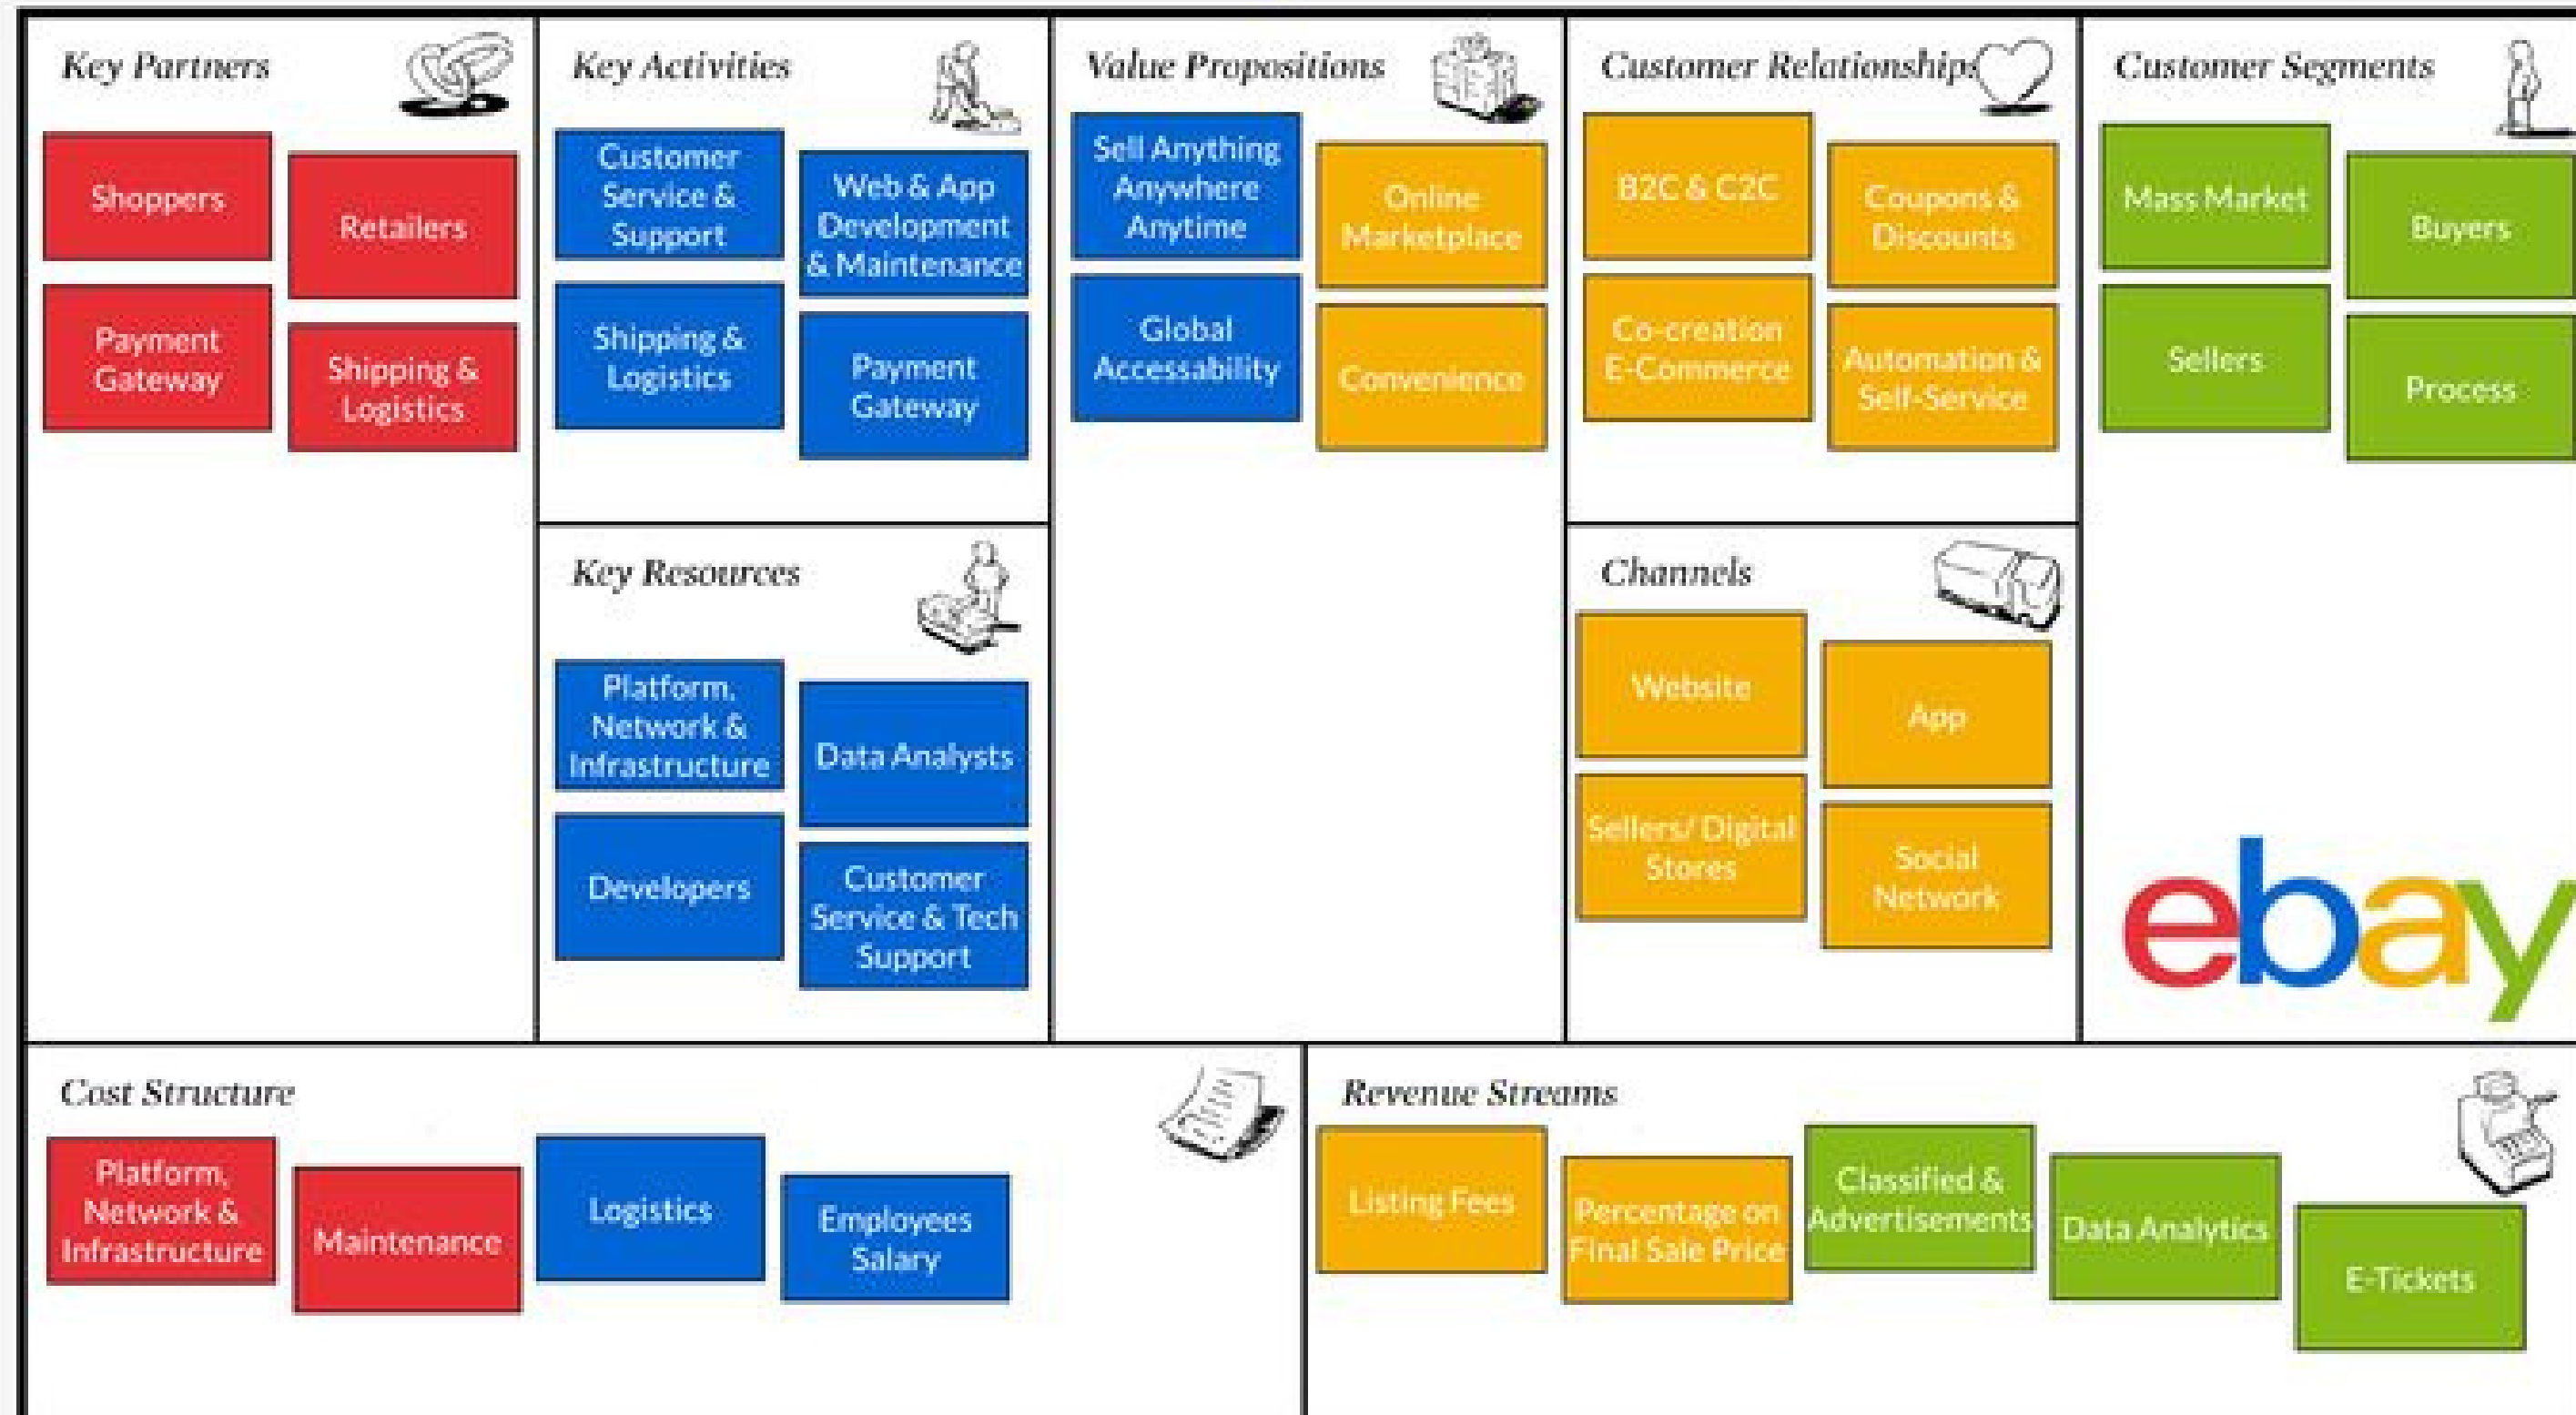 Key Partners
Shoppers
Retailers
Payment
Gateway
Shipping &
Logistics
Key Activities
Customer
Service &
Support
Web & App
Development
& Maintenance
Shipping &
Logistics
Payment
Gateway
Key Resources
Platform,
Network &
Infrastructure
Data Analysts
Developers
Customer
Service & Tech
Support
Value Propositions
Sell Anything
Anywhere
Anytime
Online
Marketplace
Global
Accessability
Convenience
Customer Relationships
B2C & C2C
Coupons &
Discounts
Co-creation
E-Commerce
Automation &
Self-Service
Channels
Website
App
Sellers/ Digital
Stores
Social
Network
Customer Segments
Mass Market
Buyers
Sellers
Process
ebay
Cost Structure
Platform,
Network &
Infrastructure
Maintenance
Logistics
Employees
Salary
Revenue Streams
Listing Fees
Percentage on
Final Sale Price
Classified &
Advertisements
Data Analytics
E-Tickets